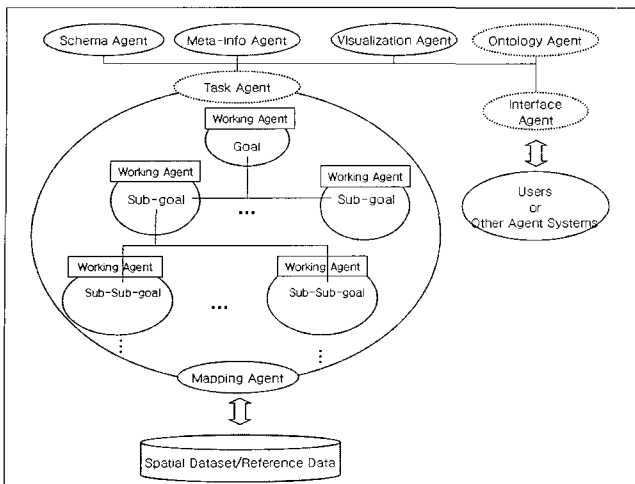 Schema Agent
Meta-Info Agent
Visualization Agent
Ontology Agent
Task Agent
Interface
Agent
Working Agent
Goal
Working Agent
Sub-goal
...
Working Agent
Sub-goal
Users
or
Other Agent Systems
Working Agent
Sub-Sub-goal
...
Working Agent
Sub-Sub-goal
Mapping Agent
Spatial Dataset/Reference Data